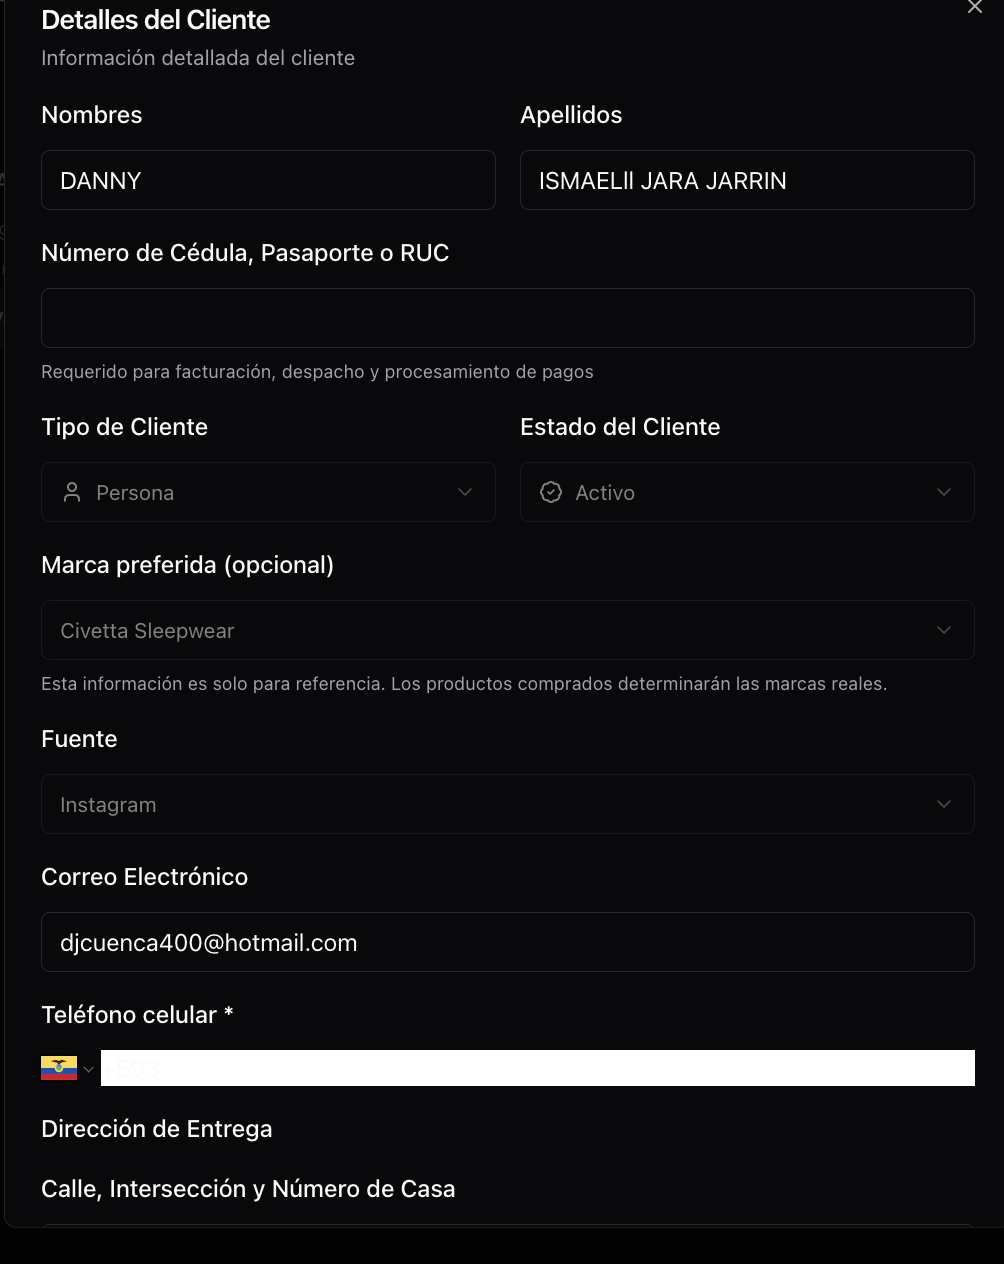 Detalles del Cliente
Información detallada del cliente
Nombres
Apellidos
DANNY
ISMAELll JARA JARRIN
Número de Cédula, Pasaporte o RUC
Requerido para facturación, despacho y procesamiento de pagos
Tipo de Cliente
Estado del Cliente
Persona
Activo
Marca preferida (opcional)
Civetta Sleepwear
Esta información es solo para referencia. Los productos comprados determinarán las marcas reales.
Fuente
Instagram
Correo Electrónico
djcuenca400@hotmail.com
Teléfono celular *
+593
Dirección de Entrega
Calle, Intersección y Número de Casa